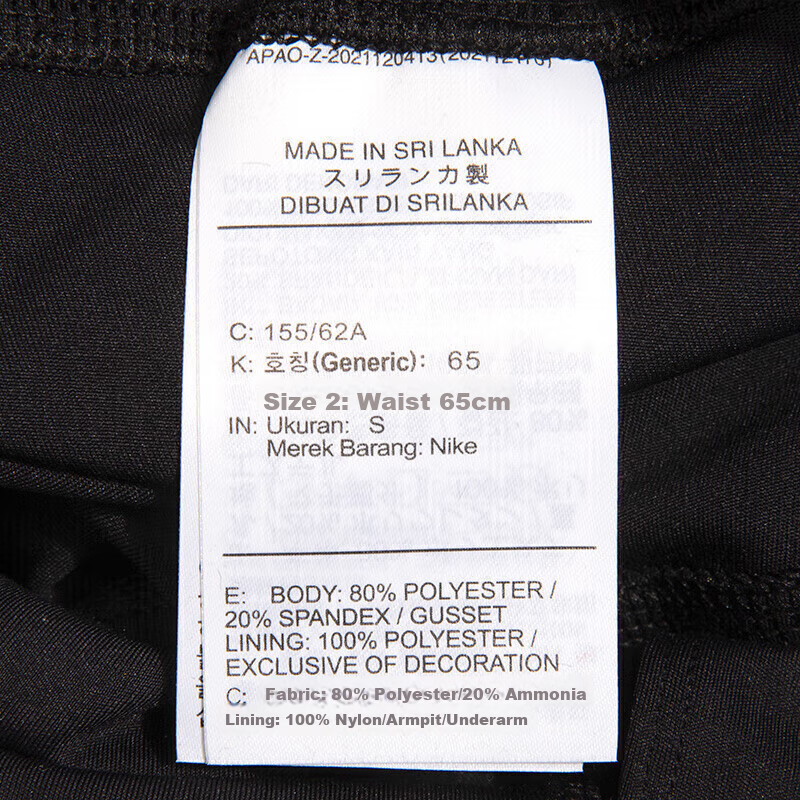 APAO-Z-2021120413(2021121
MADE IN SRI LANKA
スリランカ製
DIBUAT DI SRILANKA
C: 155/62A
K: 호칭(Generic): 65
Size 2: Waist 65cm
IN: Ukuran: S
Merek Barang: Nike
E: BODY: 80% POLYESTER /
20% SPANDEX / GUSSET
LINING: 100% POLYESTER /
EXCLUSIVE OF DECORATION
C: Fabric: 80% Polyester/20% Ammonia
Lining: 100% Nylon/Armpit/Underarm